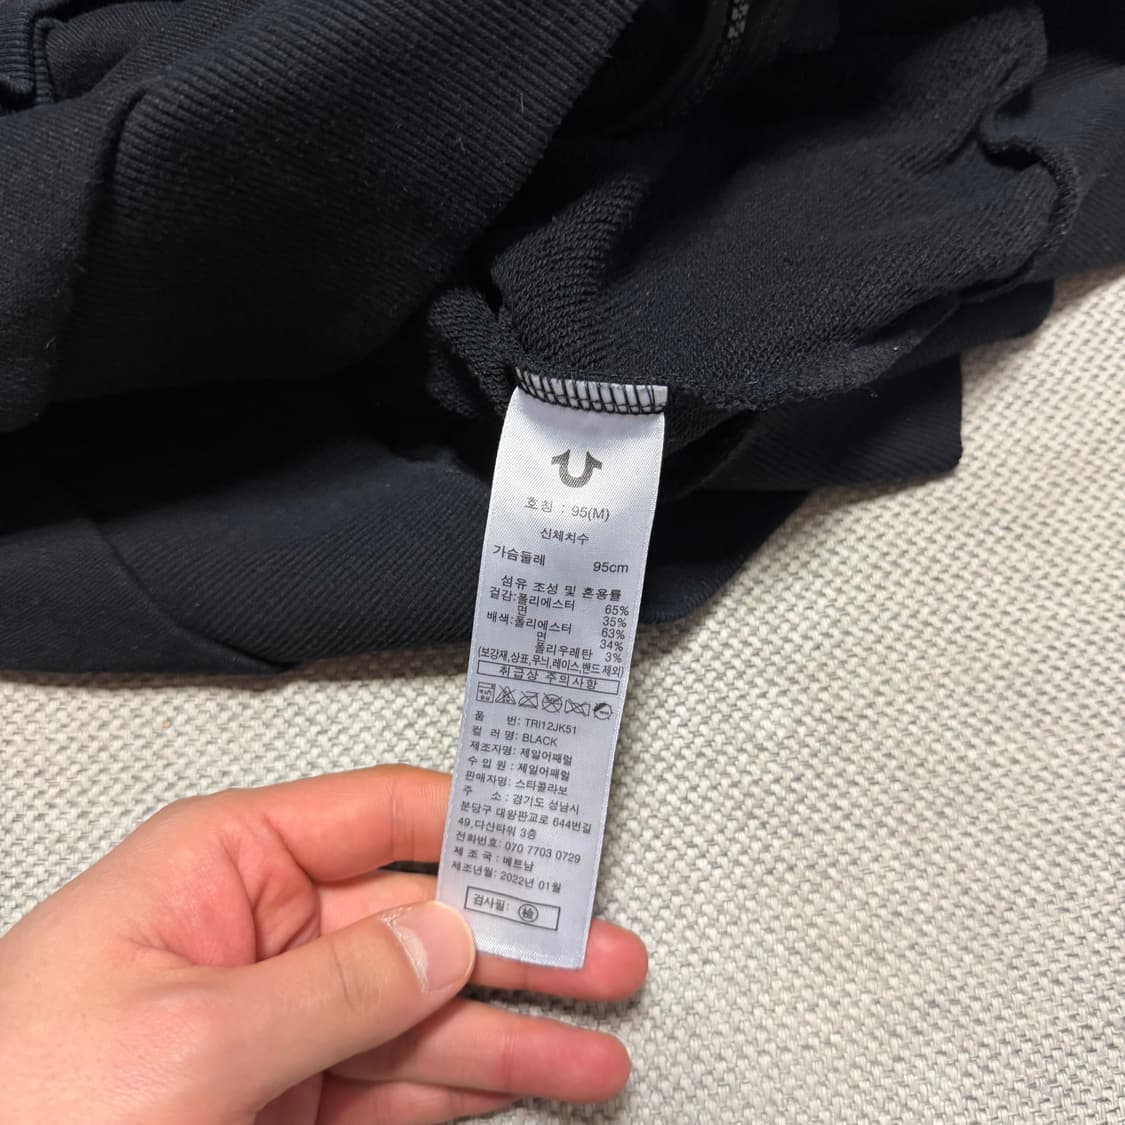 호칭 : 95(M)
신체치수
가슴둘레 95cm
섬유 조성 및 혼용률
겉감:폴리에스터 65%
면 35%
배색:폴리에스터 63%
면 34%
폴리우레탄 3%
(보강재,상표,무늬,레이스,밴드 제외)
취급상 주의사항
품 번: TRI12JK51
컬 러 명: BLACK
제조자명: 제일어패럴
수 입 원 : 제일어패럴
판매자명: 스타콜라보
주 소 : 경기도 성남시
분당구 대왕판교로 644번길
49,다산타워 3층
전화번호: 070 7703 0729
제 조 국 : 베트남
제조년월: 2022년 01월
검사필: 檢